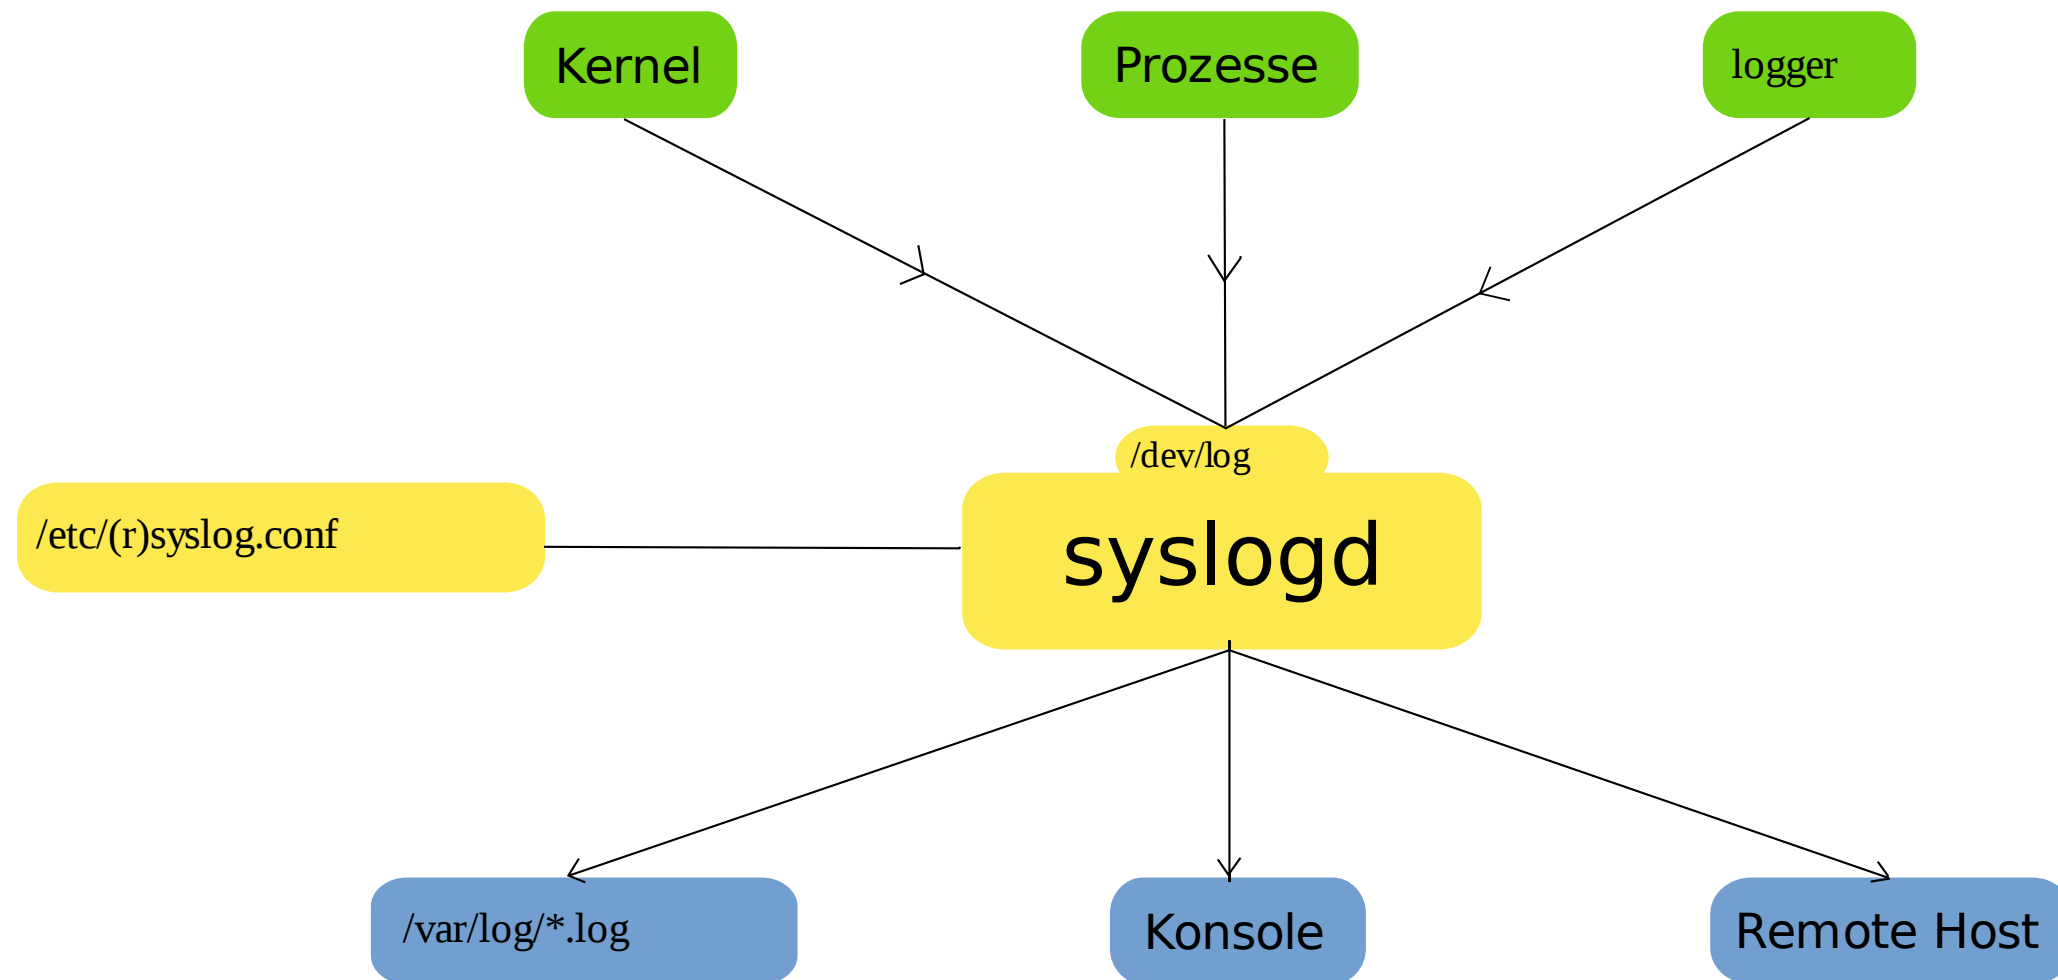 Kernel
Prozesse
logger
/dev/log
/etc/(r)syslog.conf
syslogd
/var/log/*.log
Konsole
Remote Host